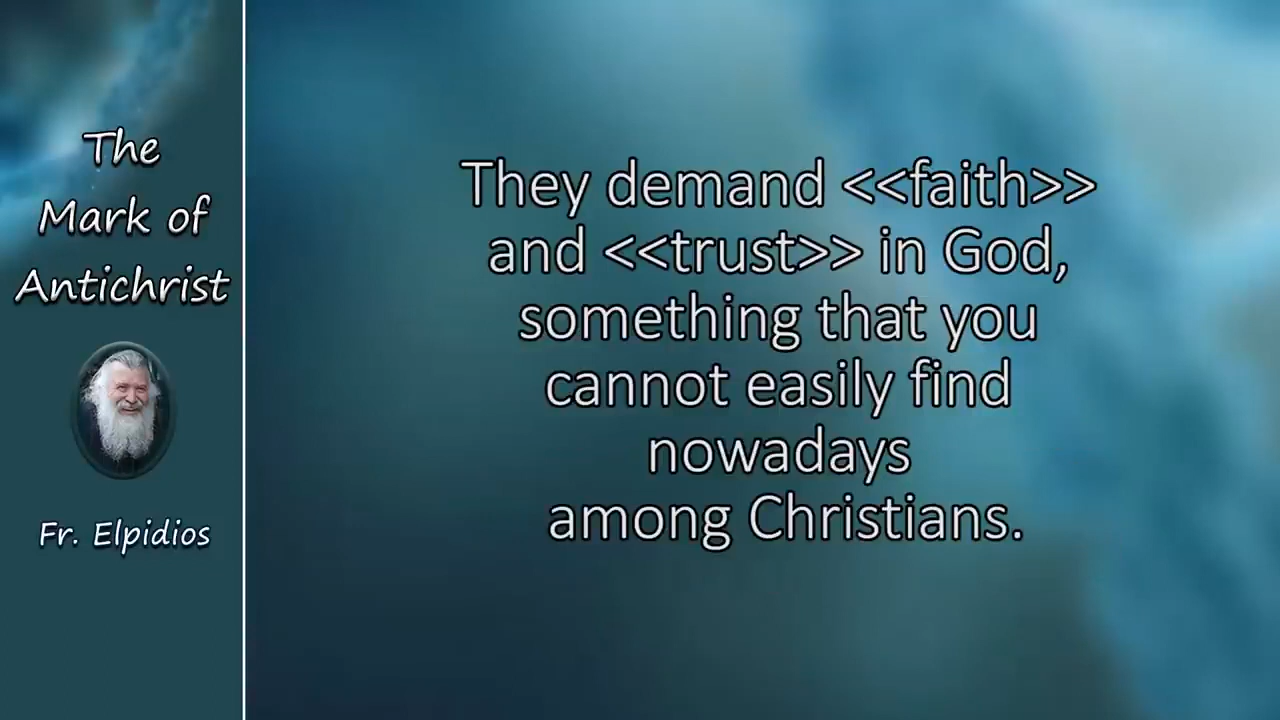 The
Mark of
Antichrist
Fr. Elpidios
They demand <<faith>>
and <<trust>> in God,
something that you
cannot easily find
nowadays
among Christians.